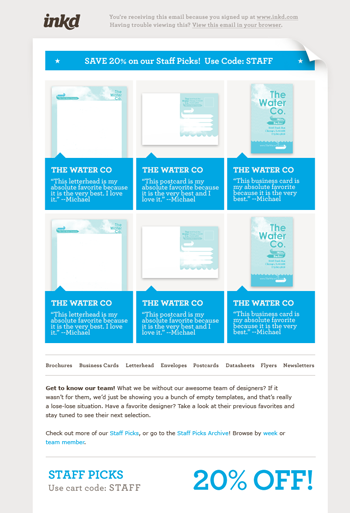 inkd
You're receiving this email because you signed up at www.inkd.com
Having trouble viewing this? View this email in your browser.
SAVE 20% on our Staff Picks! Use Code: STAFF
The
Water
Co.
THE WATER CO
"This letterhead is my
absolute favorite because
it is the very best. I love
it." —Michael
THE WATER CO
"This postcard is my
absolute favorite because
it is the very best and I
love it." —Michael
THE WATER CO
"This business card is
my absolute favorite
because it is the very
best." —Michael
The
Water
Co.
THE WATER CO
"This letterhead is my
absolute favorite because
it is the very best. I love
it." —Michael
THE WATER CO
"This postcard is my
absolute favorite because
it is the very best and I
love it." —Michael
THE WATER CO
"This business card is
my absolute favorite
because it is the very
best." —Michael
Brochures Business Cards Letterhead Envelopes Postcards Datasheets Flyers Newsletters
Get to know our team! What we be without our awesome team of designers? If it
wasn't for them, we'd just be showing you a bunch of empty templates, and that's really
a lose-lose situation. Have a favorite designer? Take a look at their previous favorites and
stay tuned to see their next selection.
Check out more of our Staff Picks, or go to the Staff Picks Archive! Browse by week or
team member.
STAFF PICKS
Use cart code: STAFF
20% OFF!